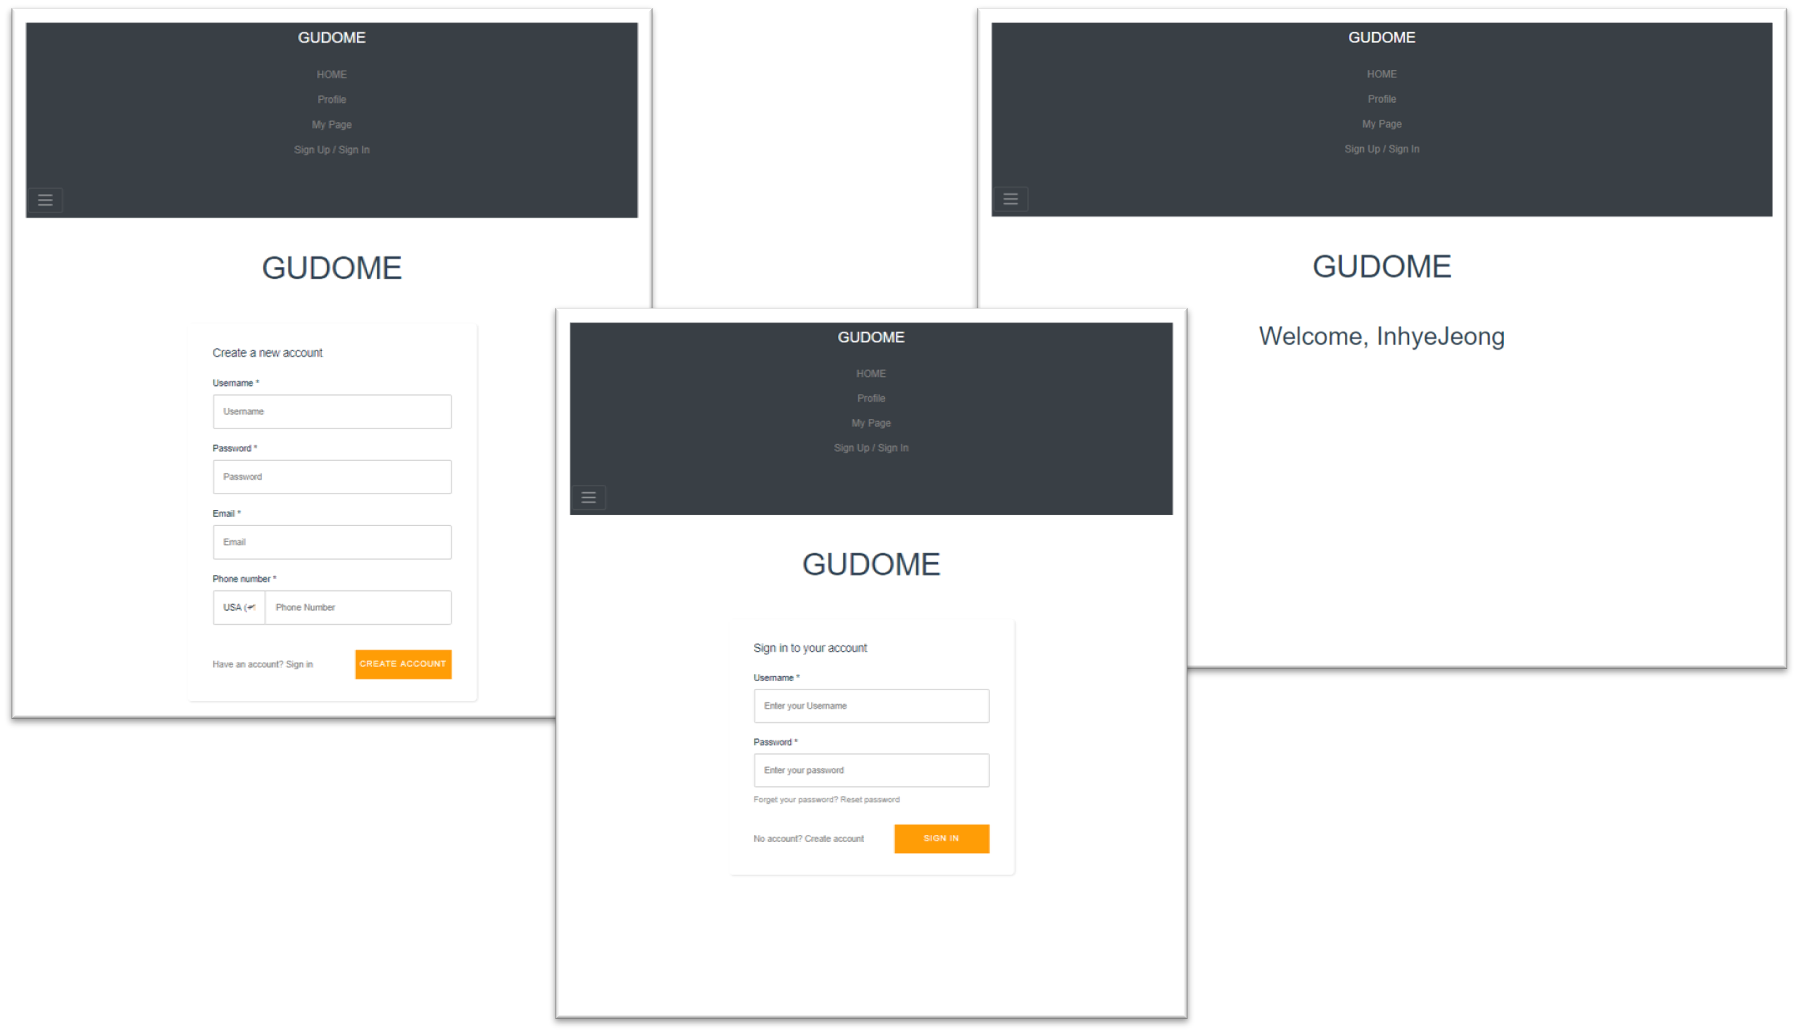 GUDOME
HOME
Profile
My Page
Sign Up / Sign In
GUDOME
Create a new account
Username *
Username
Password *
Password
Email *
Email
Phone number *
USA (+ Phone Number
Have an account? Sign in CREATE ACCOUNT
GUDOME
HOME
Profile
My Page
Sign Up / Sign In
GUDOME
Sign in to your account
Username *
Enter your Username
Password *
Enter your password
Forget your password? Reset password
No account? Create account SIGN IN
GUDOME
HOME
Profile
My Page
Sign Up / Sign In
GUDOME
Welcome, InhyeJeong